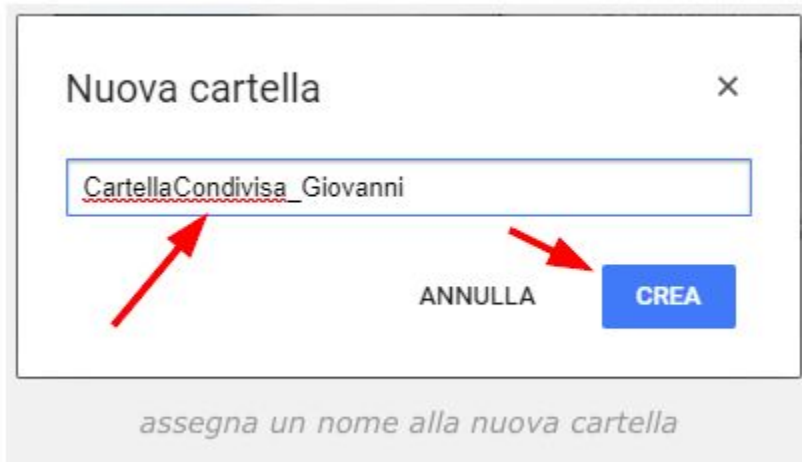 Nuova cartella ×
CartellaCondivisa_Giovanni
ANNULLA CREA
assegna un nome alla nuova cartella